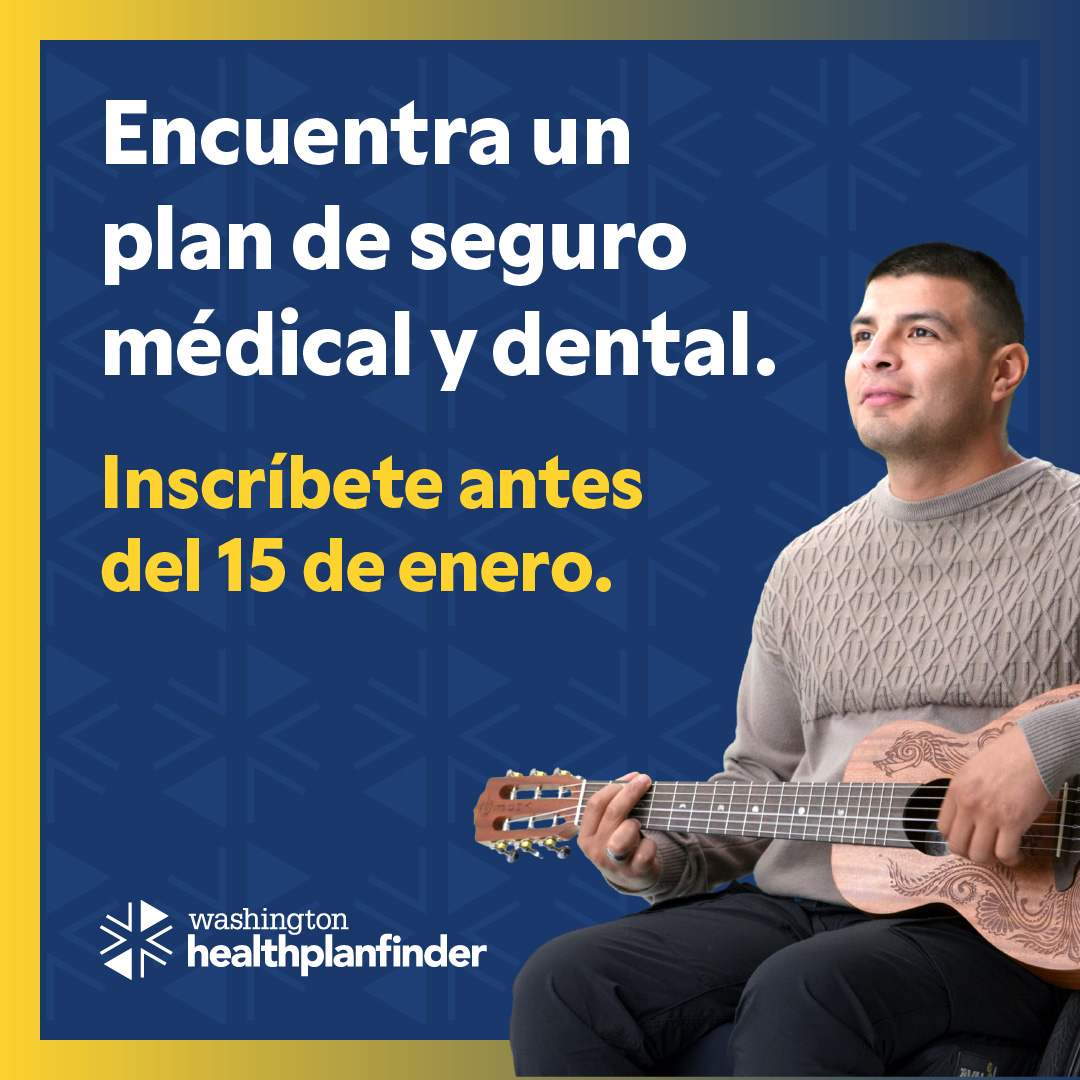 Encuentra un
plan de seguro
médical y dental.
Inscríbete antes
del 15 de enero.
washington
healthplanfinder